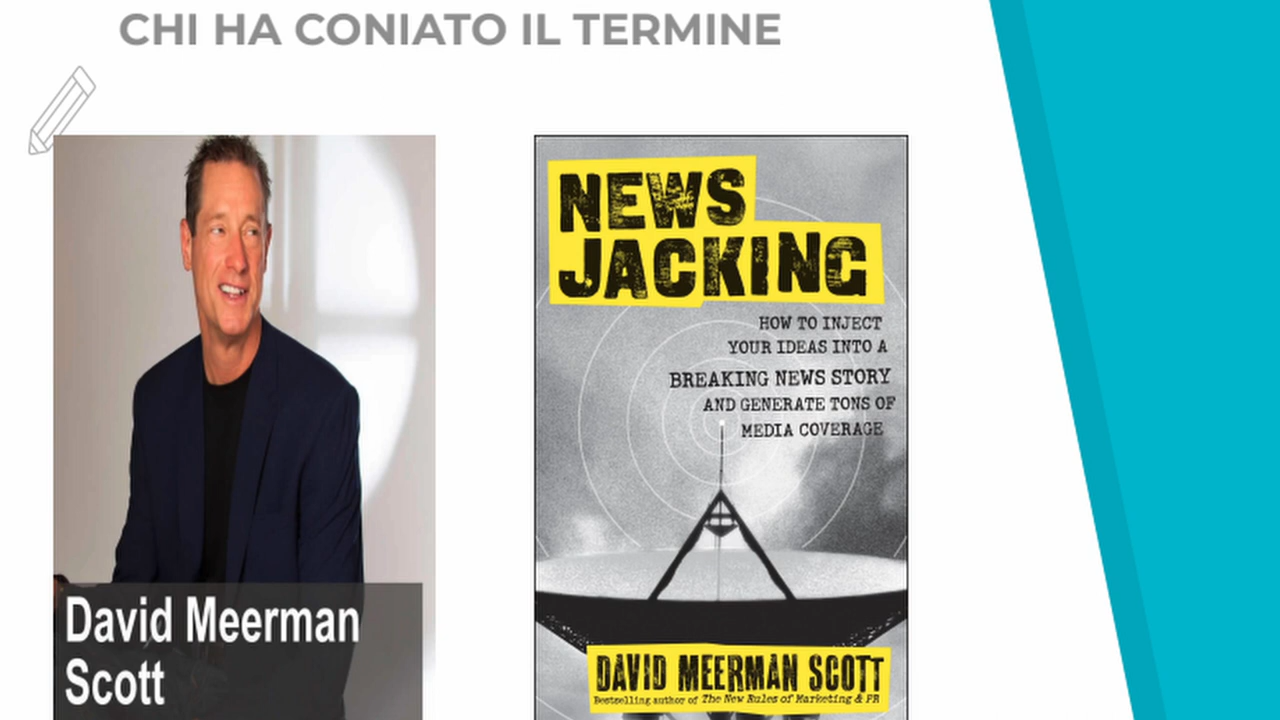 CHI HA CONIATO IL TERMINE
David Meerman
Scott
NEWS
JACKING
HOW TO INJECT
YOUR IDEAS INTO A
BREAKING NEWS STORY
AND GENERATE TONS OF
MEDIA COVERAGE
DAVID MEERMAN SCOTT
Bestselling author of The New Rules of Marketing & PR